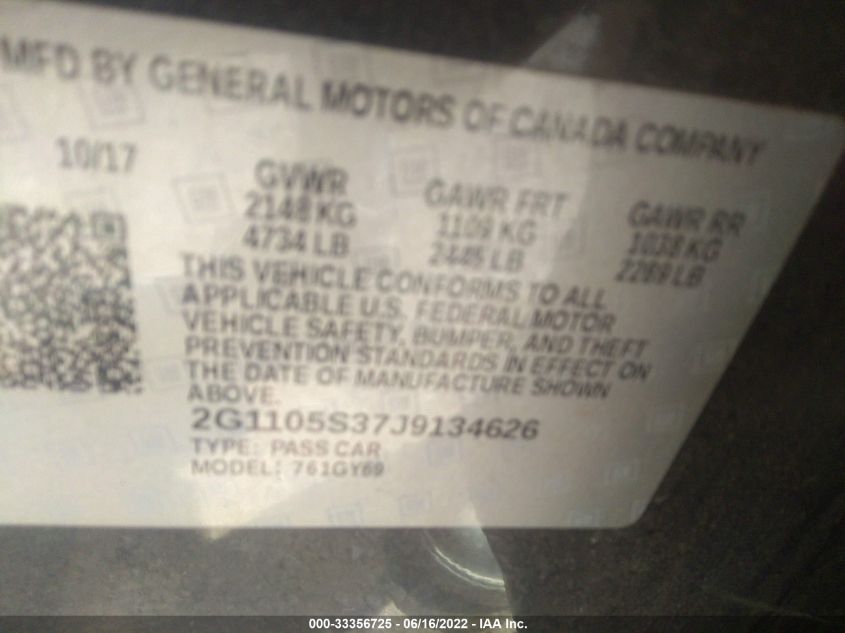 MFD BY GENERAL MOTORS OF CANADA COMPANY
10/17
GVWR
2148 KG
4734 LB
GAWR FRT
1109 KG
2445 LB
GAWR RR
1038 KG
2289 LB
THIS VEHICLE CONFORMS TO ALL
APPLICABLE U.S. FEDERAL MOTOR
VEHICLE SAFETY, BUMPER, AND THEFT
PREVENTION STANDARDS IN EFFECT ON
THE DATE OF MANUFACTURE SHOWN
ABOVE.
2G1105S37J9134626
TYPE: PASS CAR
MODEL: 761GY69
000-33356725 - 06/16/2022 - IAA Inc.